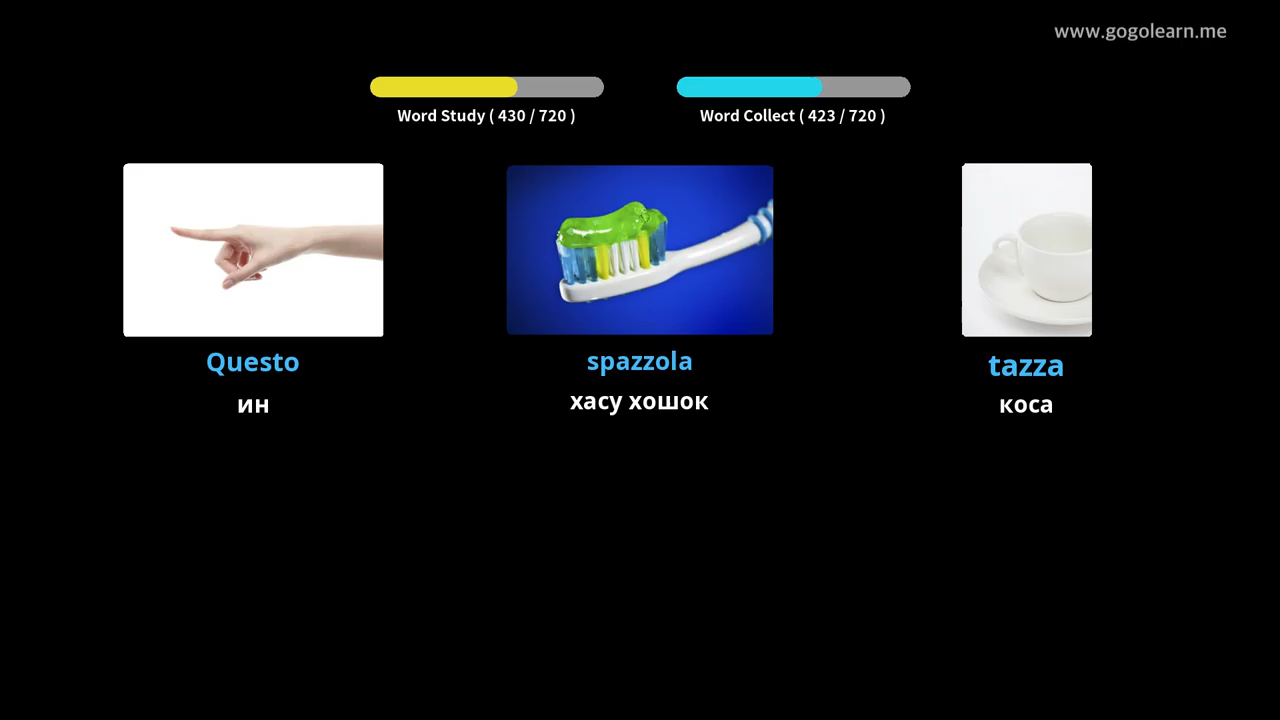 www.gogolearn.me
Word Study ( 430 / 720 )
Word Collect ( 423 / 720 )
Questo
ин
spazzola
хасу хошок
tazza
коса